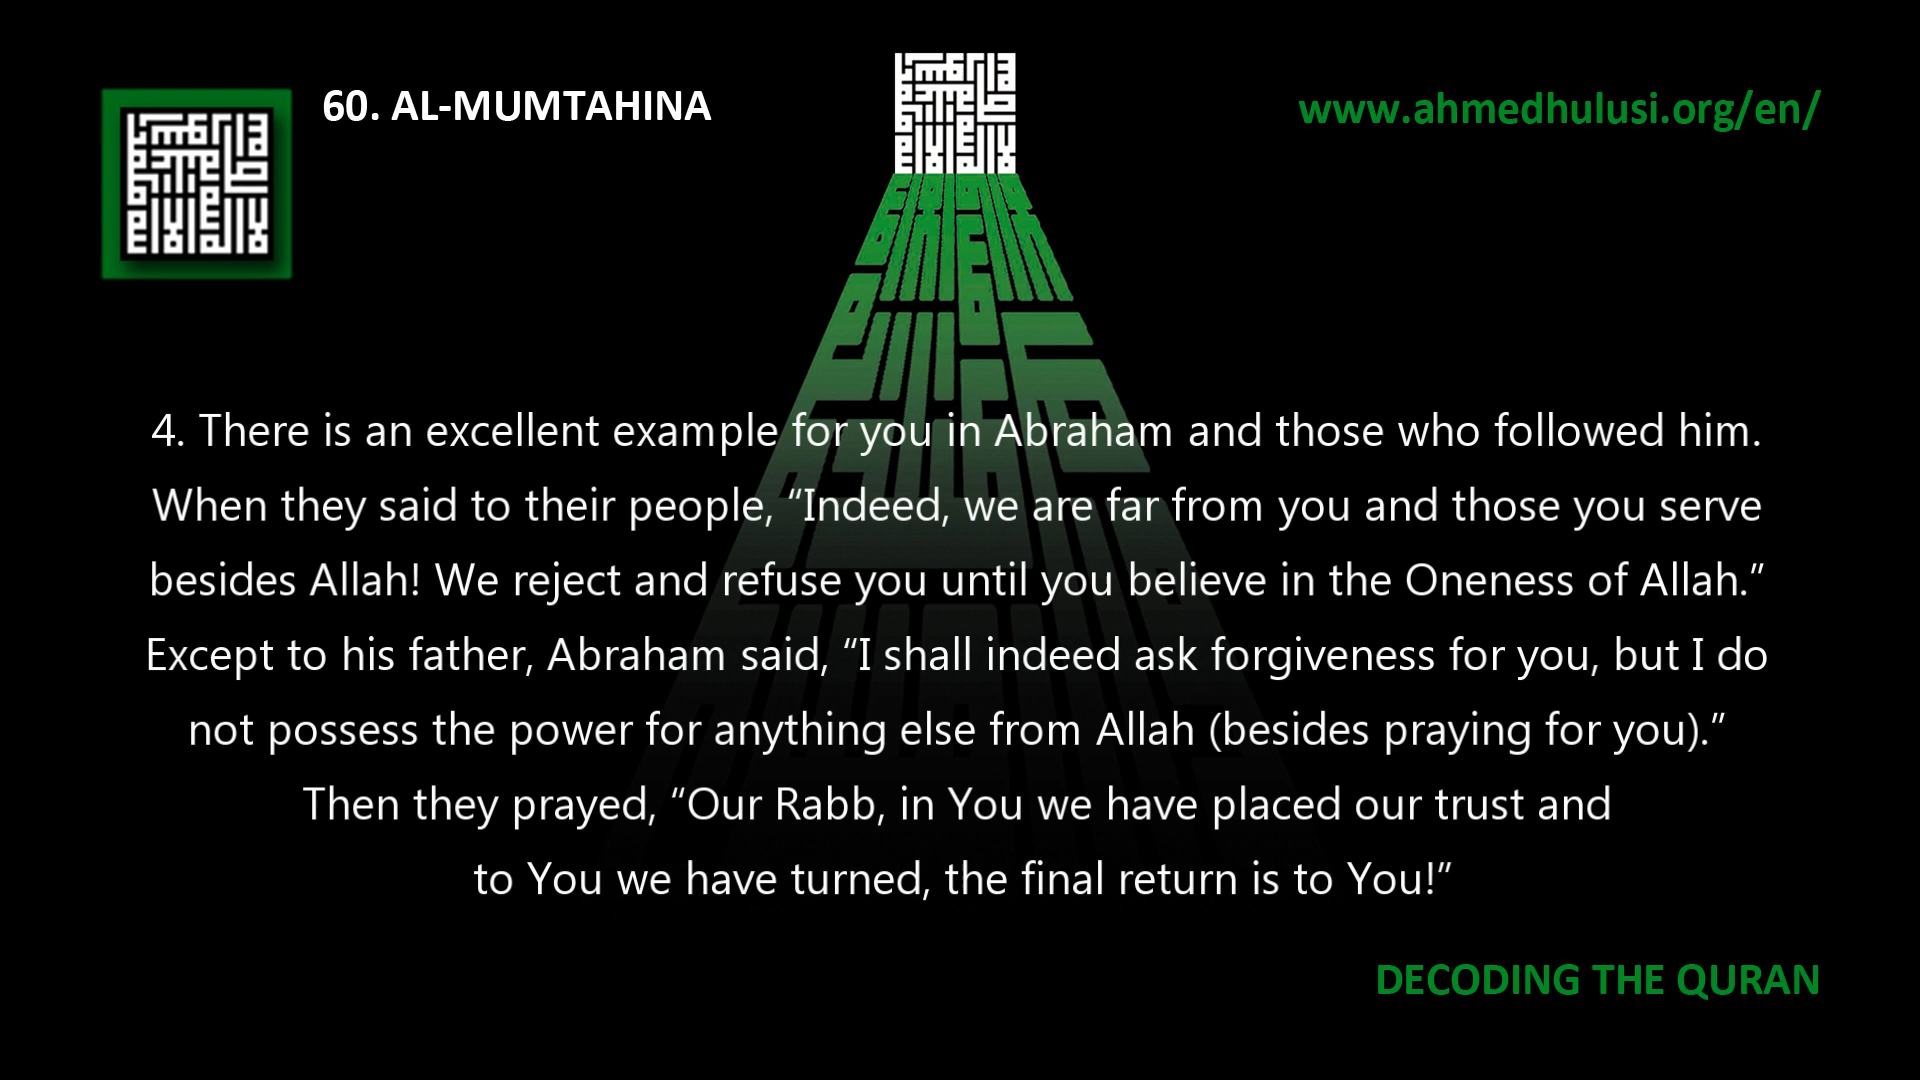 60. AL-MUMTAHINA
www.ahmedhulusi.org/en/
4. There is an excellent example for you in Abraham and those who followed him.
When they said to their people, “Indeed, we are far from you and those you serve
besides Allah! We reject and refuse you until you believe in the Oneness of Allah.”
Except to his father, Abraham said, “I shall indeed ask forgiveness for you, but I do
not possess the power for anything else from Allah (besides praying for you).”
Then they prayed, “Our Rabb, in You we have placed our trust and
to You we have turned, the final return is to You!”
DECODING THE QURAN